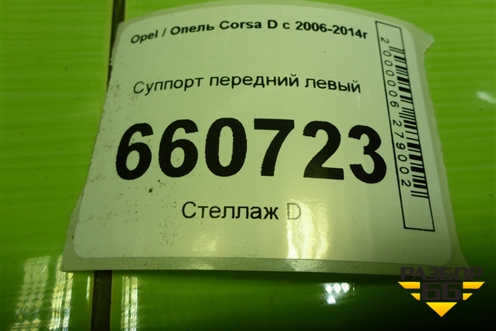 Opel / Опель Corsa D с 2006-2014г
Суппорт передний левый
660723
Стеллаж D
2000006279002
РАЗБОР
66